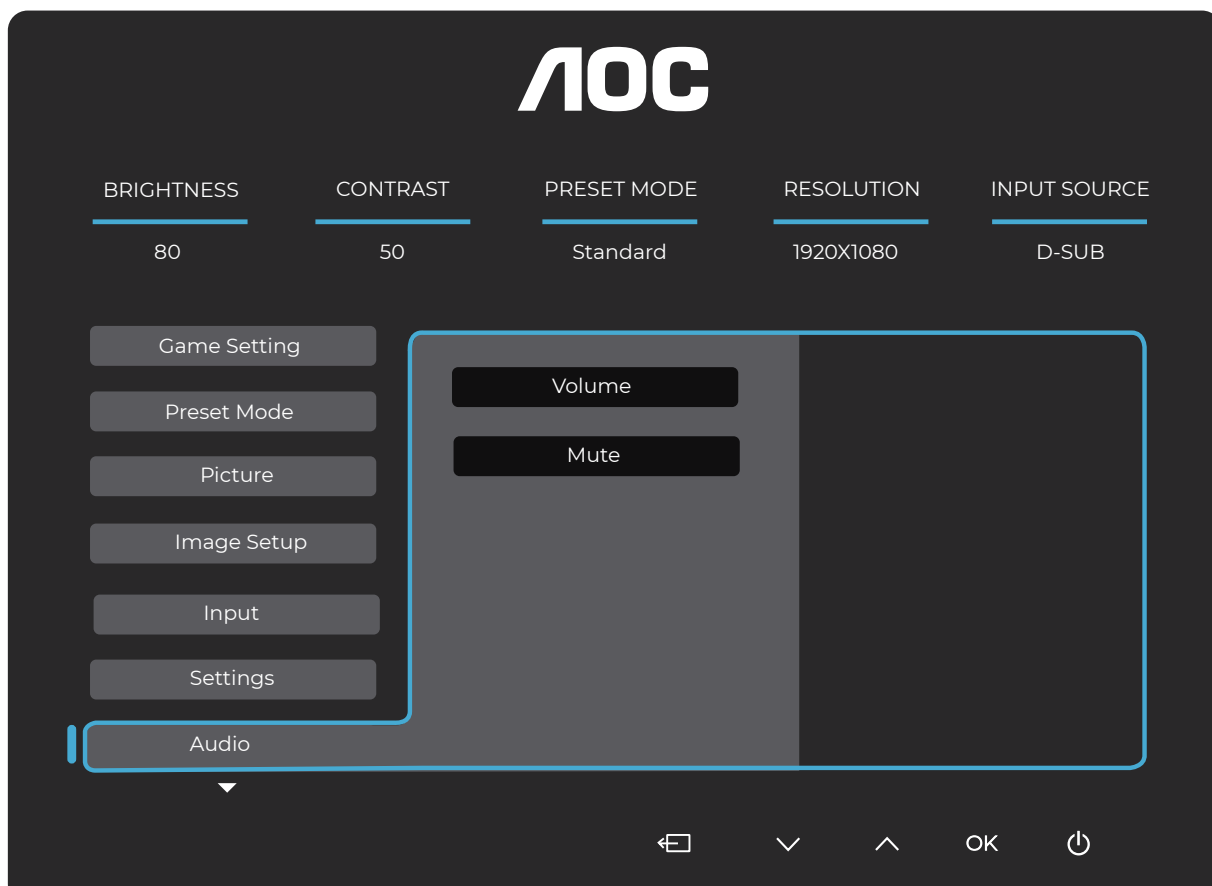 AOC
BRIGHTNESS CONTRAST PRESET MODE RESOLUTION INPUT SOURCE
80 50 Standard 1920X1080 D-SUB
Game Setting
Preset Mode
Picture
Image Setup
Input
Settings
Audio
Volume
Mute
OK